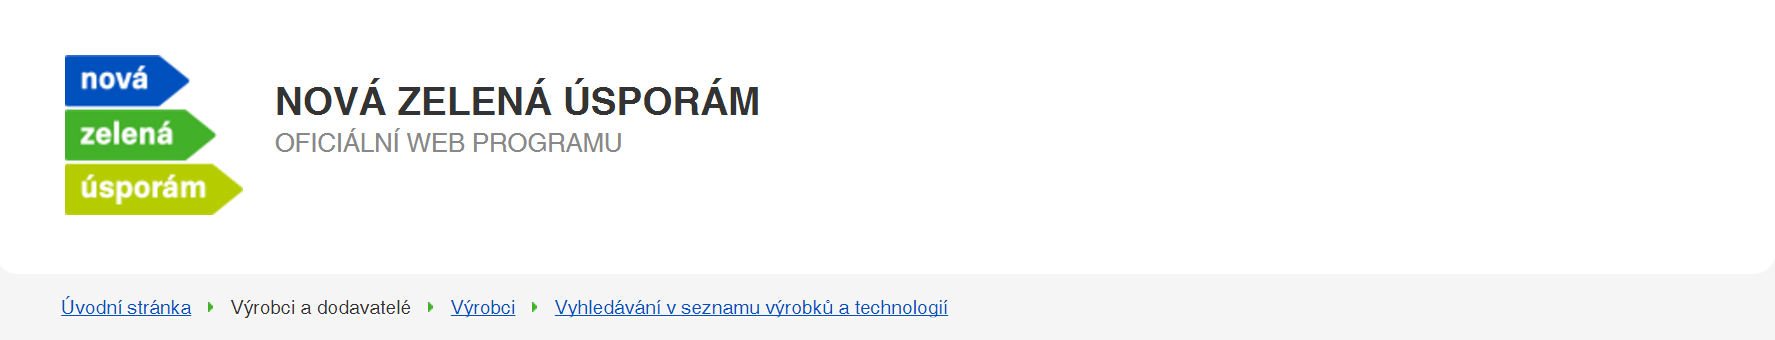 nová
zelená
úsporám
NOVÁ ZELENÁ ÚSPORÁM
OFICIÁLNÍ WEB PROGRAMU
Úvodní stránka Výrobci a dodavatelé Výrobci Vyhledávání v seznamu výrobků a technologií